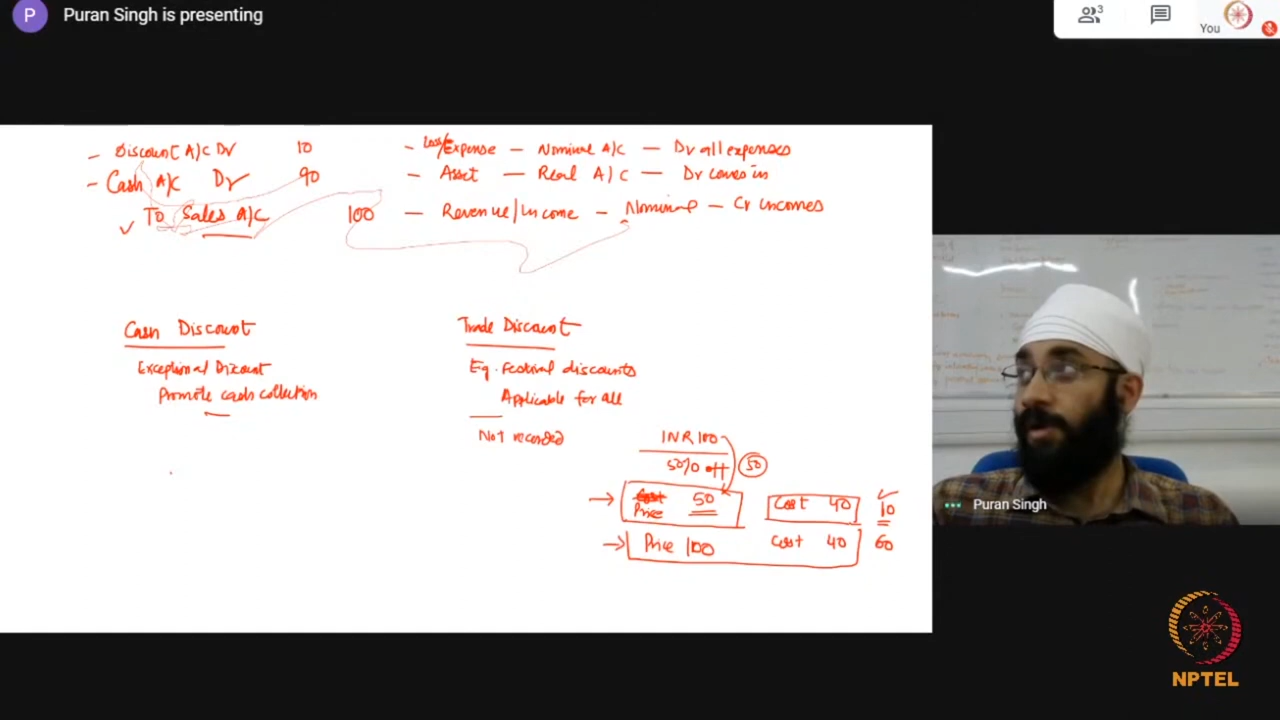 P Puran Singh is presenting
3
You
- Discount A/C Dr 10 - Loss/Expense - Nominal A/C - Dr all expenses
- Cash A/C Dr 90 - Asset - Real A/C - Dr comes in
✓ To Sales A/C 100 - Revenue/Income - Nominal - Cr incomes
Cash Discount
Exceptional Discount
Promote cash collection
Trade Discount
Eg. Festival discounts
Applicable for all
Not recorded
INR 100
50% off 50
→ Price 50 Cost 40 10
→ Price 100 Cost 40 60
Puran Singh
NPTEL